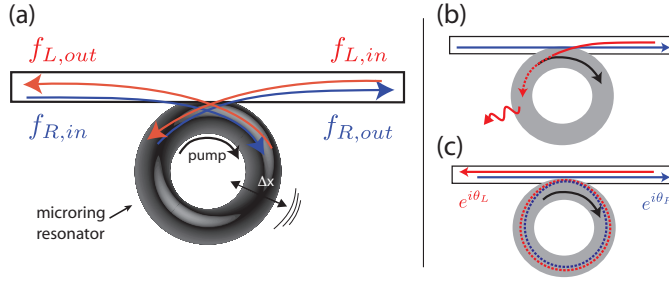 (a)
f_{L,out}
f_{L,in}
f_{R,in}
f_{R,out}
pump
Δx
microring
resonator
(b)
(c)
e^{iθ_L}